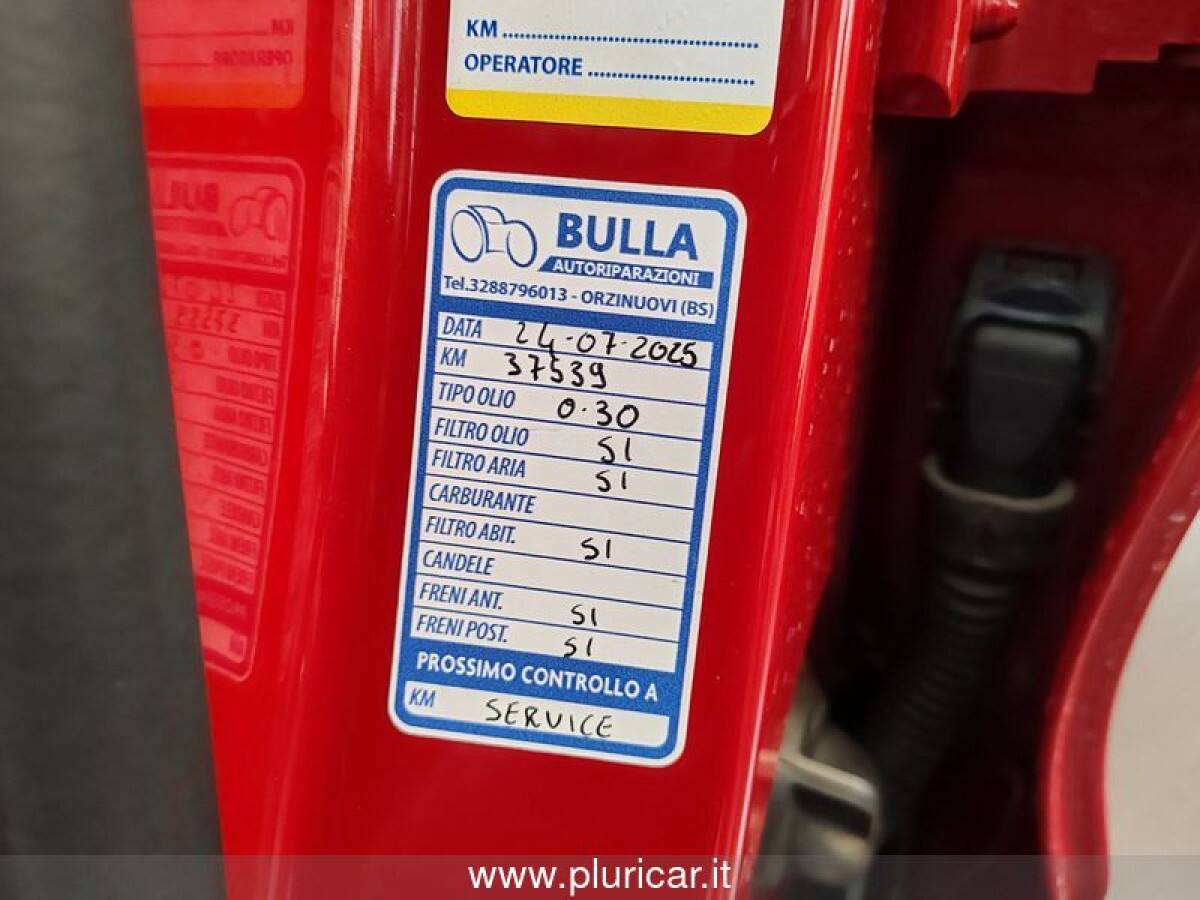 KM
OPERATORE
BULLA
AUTORIPARAZIONI
Tel.3288796013 - ORZINUOVI (BS)
DATA 24-07-2025
KM 37539
TIPO OLIO 0-30
FILTRO OLIO SI
FILTRO ARIA SI
CARBURANTE
FILTRO ABIT. SI
CANDELE
FRENI ANT. SI
FRENI POST. SI
PROSSIMO CONTROLLO A
KM SERVICE
www.pluricar.it